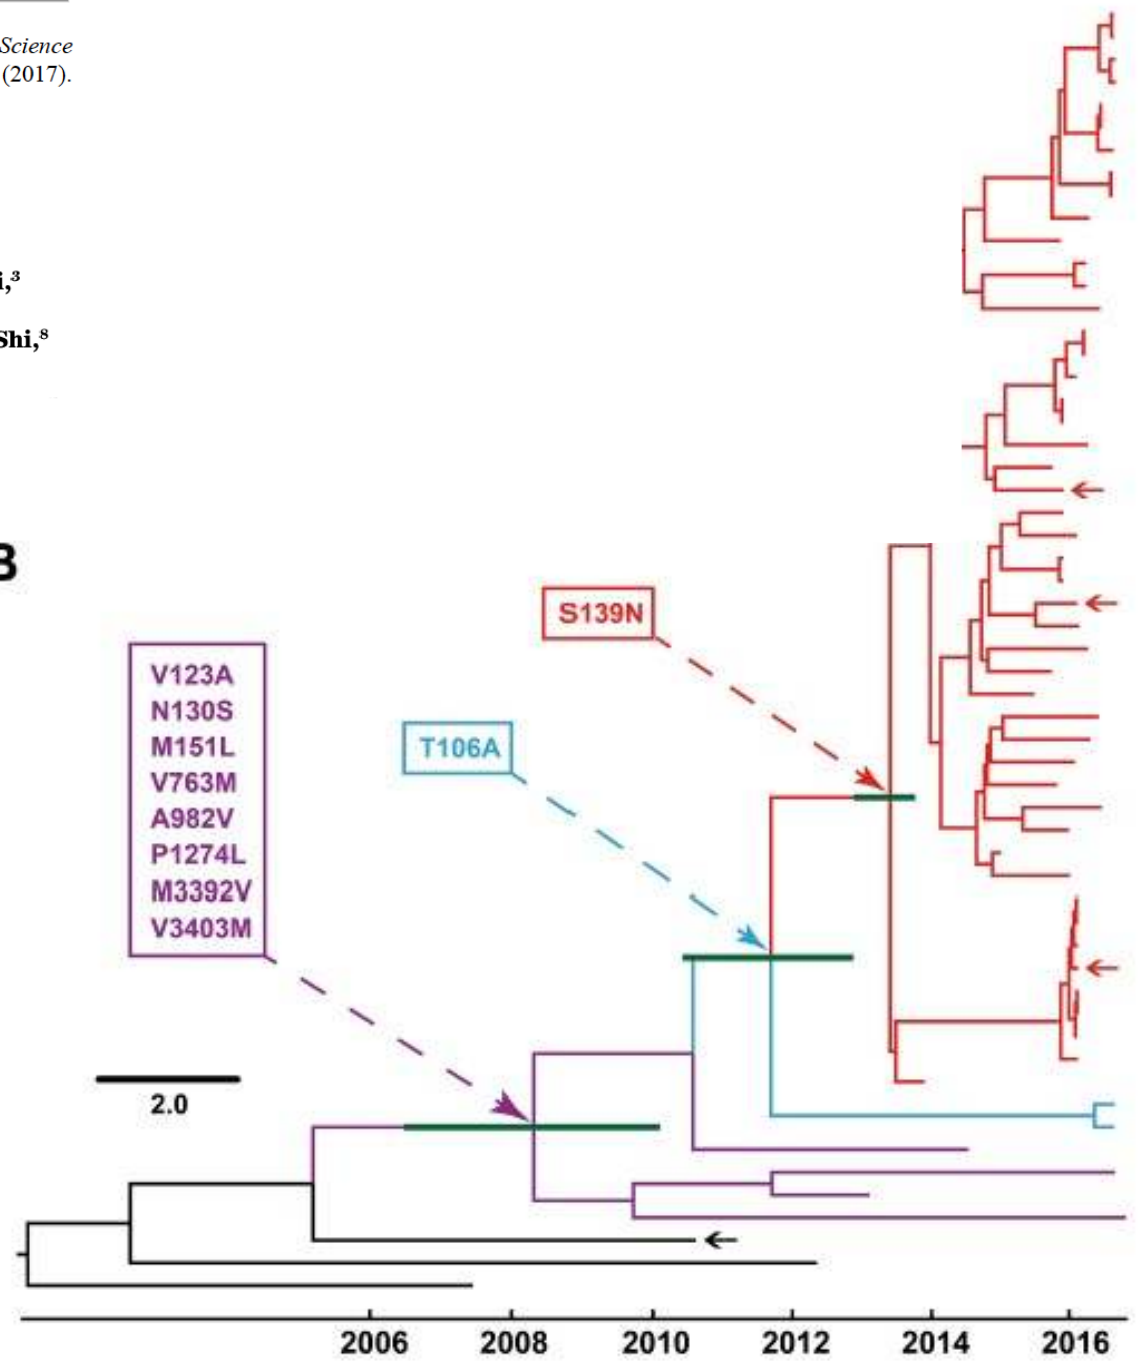 Science
(2017).
i,³
Shi,⁸
B
S139N
V123A
N130S
M151L
V763M
A982V
P1274L
M3392V
V3403M
T106A
2.0
2006 2008 2010 2012 2014 2016